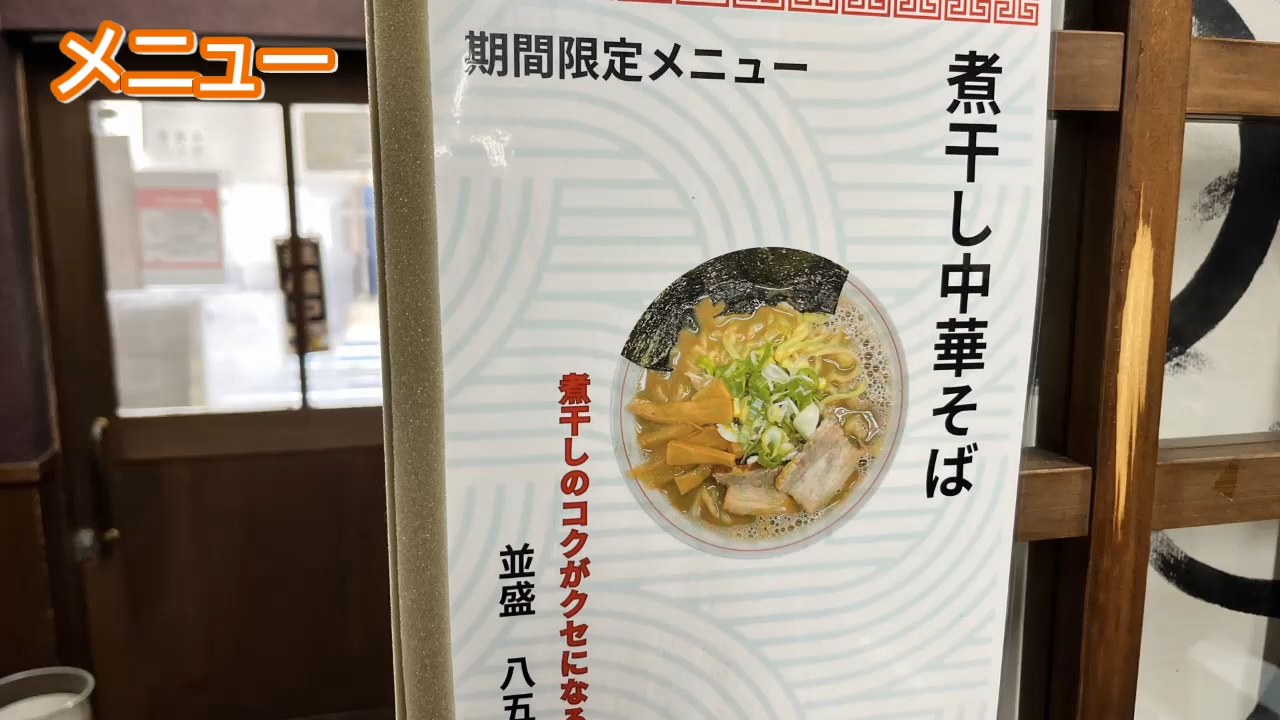 メニュー
期間限定メニュー
煮干し中華そば
煮干しのコクがクセになる
並盛 八五